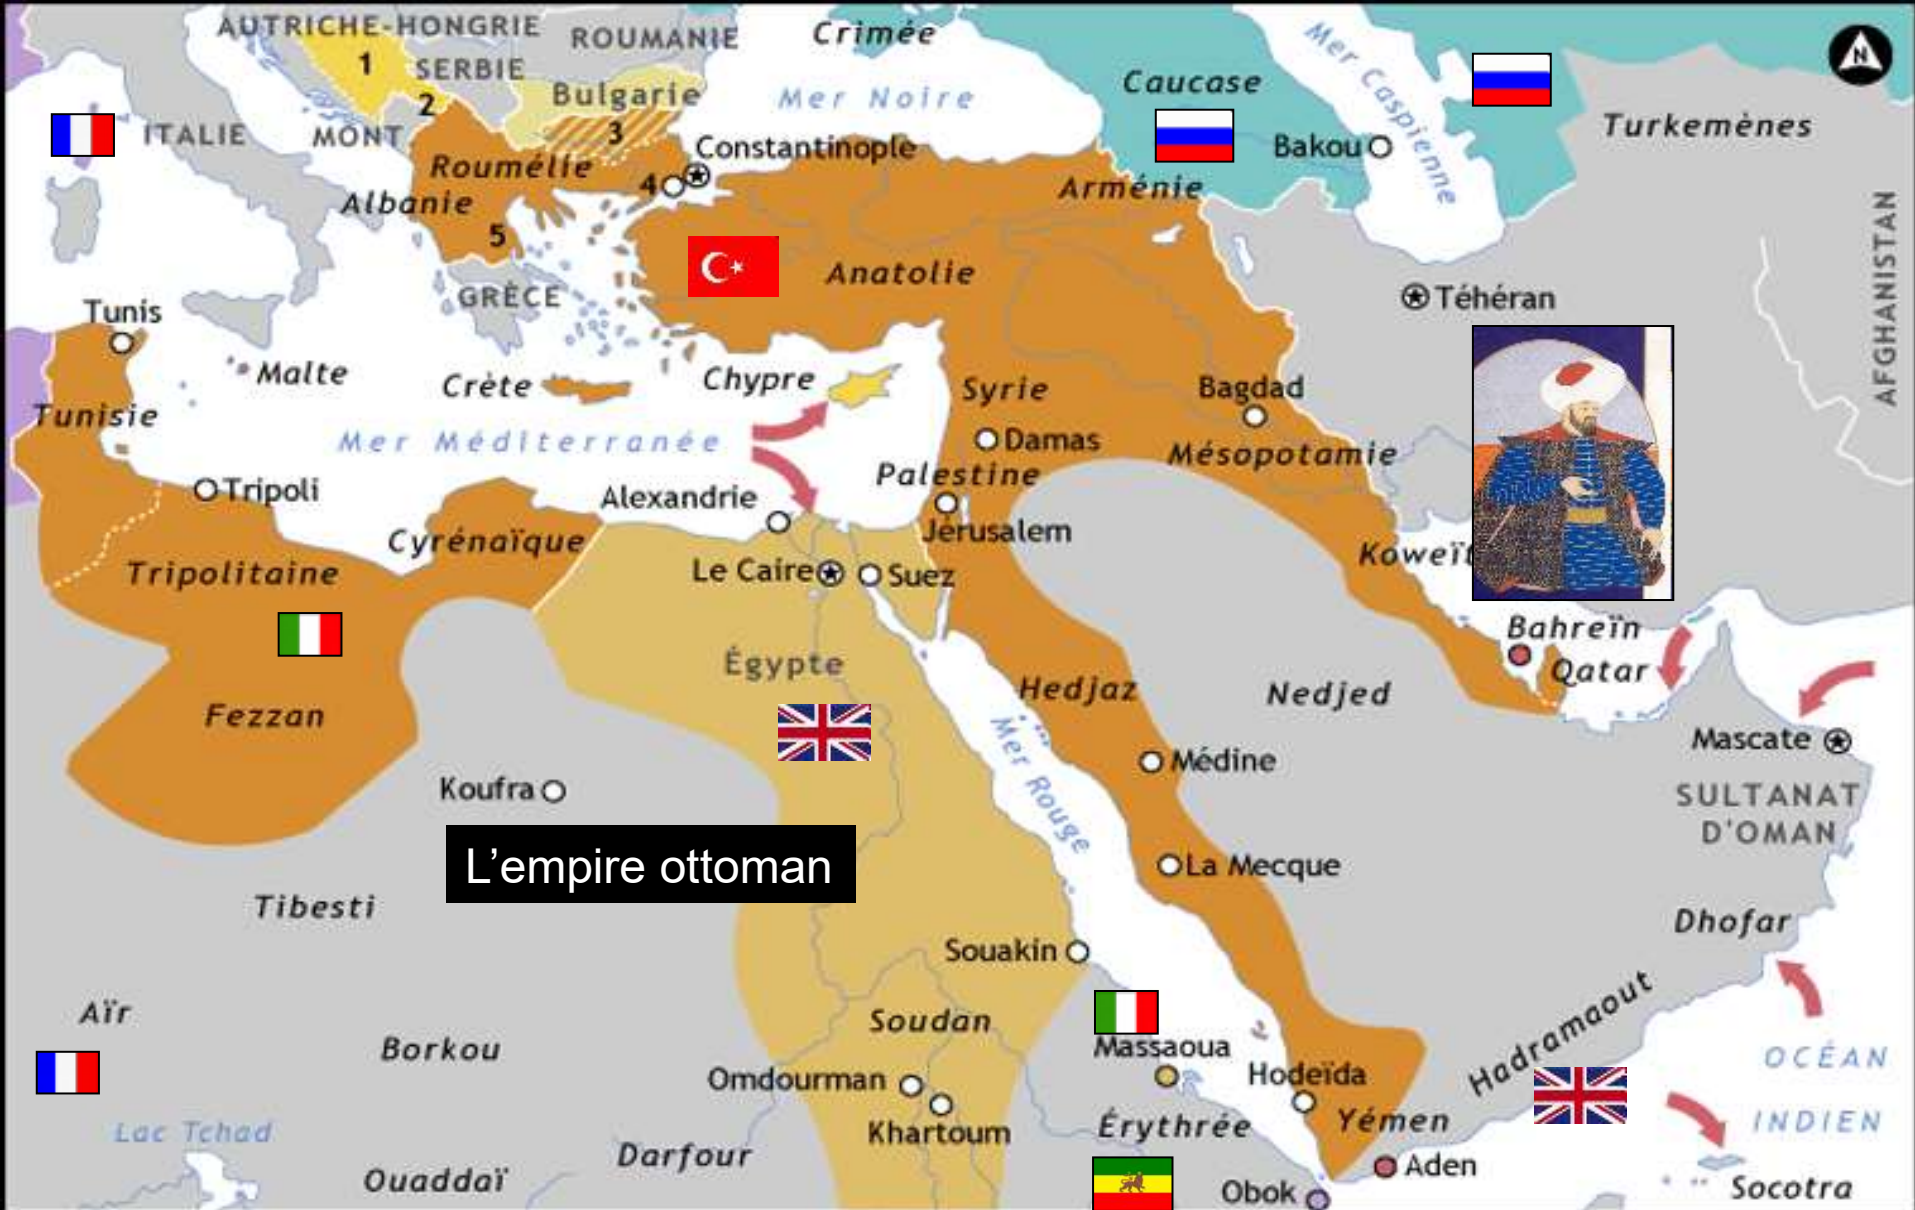 AUTRICHE-HONGRIE
ROUMANIE
Crimée
Mer Caspienne
N
1
SERBIE
Caucase
2
Bulgarie
Mer Noire
ITALIE
MONT
3
Constantinople
Bakou
Turkemènes
Roumélie
4
Arménie
Albanie
5
AFGHANISTAN
Anatolie
GRÈCE
Téhéran
Tunis
Malte
Crète
Chypre
Syrie
Bagdad
Tunisie
Mer Méditerranée
Damas
Mésopotamie
Palestine
Tripoli
Alexandrie
Jérusalem
Cyrénaïque
Koweït
Tripolitaine
Le Caire
Suez
Bahreïn
Égypte
Qatar
Hedjaz
Nedjed
Fezzan
Mer Rouge
Mascate
Médine
Koufra
SULTANAT
D'OMAN
L’empire ottoman
La Mecque
Tibesti
Dhofar
Souakin
Aïr
Soudan
Hadramaout
Borkou
Massaoua
OCÉAN
INDIEN
Omdourman
Hodeïda
Lac Tchad
Khartoum
Érythrée
Yémen
Darfour
Aden
Ouaddaï
Obok
Socotra